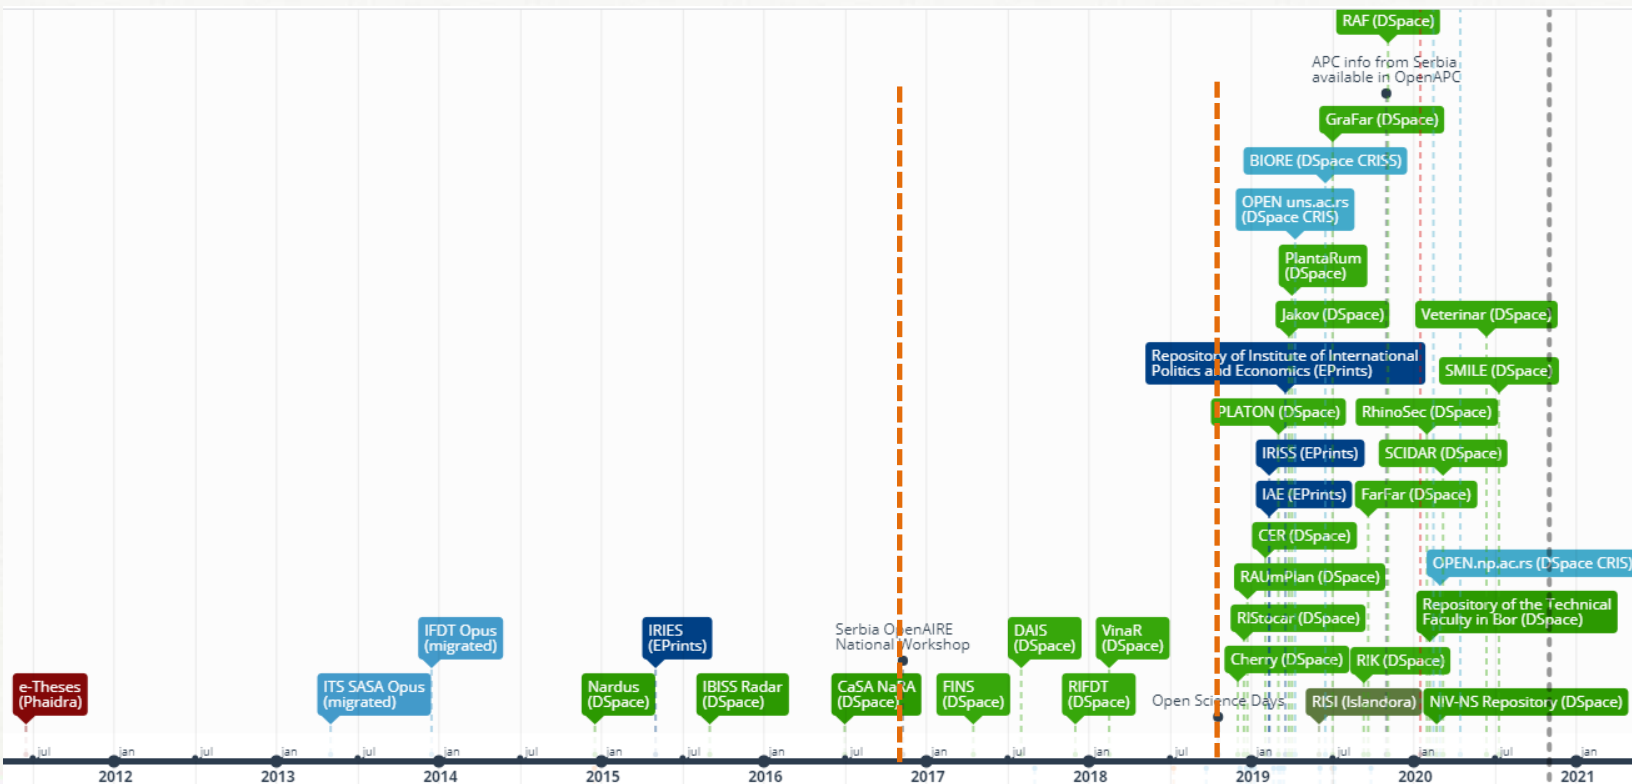 RAF (DSpace)
APC info from Serbia
available in OpenAPC
GraFar (DSpace)
BIORE (DSpace CRISS)
OPEN uns.ac.rs
(DSpace CRIS)
PlantaRum
(DSpace)
Jakov (DSpace)
Veterinar (DSpace)
Repository of Institute of International
Politics and Economics (EPrints)
SMILE (DSpace)
PLATON (DSpace)
RhinoSec (DSpace)
IRISS (EPrints)
SCIDAR (DSpace)
IAE (EPrints)
FarFar (DSpace)
CER (DSpace)
OPEN.np.ac.rs (DSpace CRIS)
RAUmPlan (DSpace)
Repository of the Technical
Faculty in Bor (DSpace)
RIStocar (DSpace)
IFDT Opus
(migrated)
IRIES
(EPrints)
Serbia OpenAIRE
National Workshop
DAIS
(DSpace)
VinaR
(DSpace)
Cherry (DSpace)
RIK (DSpace)
e-Theses
(Phaidra)
ITS SASA Opus
(migrated)
Nardus
(DSpace)
IBISS Radar
(DSpace)
CaSA NaRA
(DSpace)
FINS
(DSpace)
RIFDT
(DSpace)
Open Science Days
RISI (Islandora)
NIV-NS Repository (DSpace)
jul jan jul jan jul jan jul jan jul jan jul jan jul jan jul jan jul jan jul jan
2012 2013 2014 2015 2016 2017 2018 2019 2020 2021